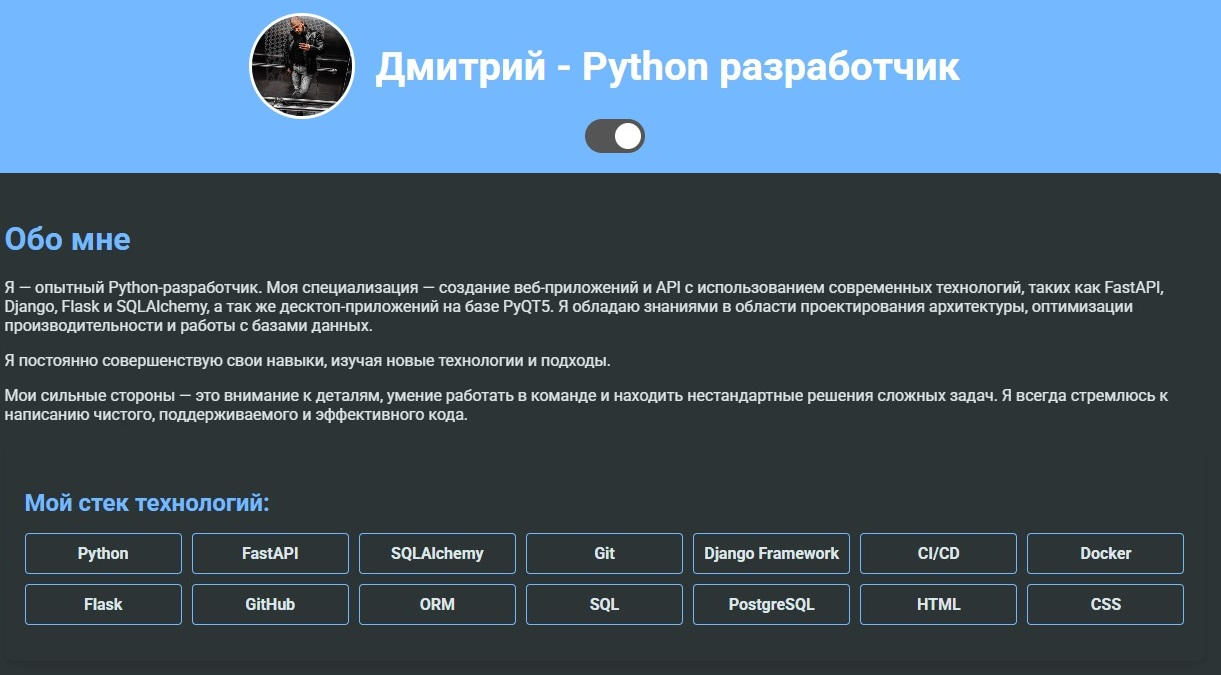 Дмитрий - Python разработчик
Обо мне
Я — опытный Python-разработчик. Моя специализация — создание веб-приложений и API с использованием современных технологий, таких как FastAPI,
Django, Flask и SQLAlchemy, а так же десктоп-приложений на базе PyQT5. Я обладаю знаниями в области проектирования архитектуры, оптимизации
производительности и работы с базами данных.
Я постоянно совершенствую свои навыки, изучая новые технологии и подходы.
Мои сильные стороны — это внимание к деталям, умение работать в команде и находить нестандартные решения сложных задач. Я всегда стремлюсь к
написанию чистого, поддерживаемого и эффективного кода.
Мой стек технологий:
Python FastAPI SQLAlchemy Git Django Framework CI/CD Docker
Flask GitHub ORM SQL PostgreSQL HTML CSS